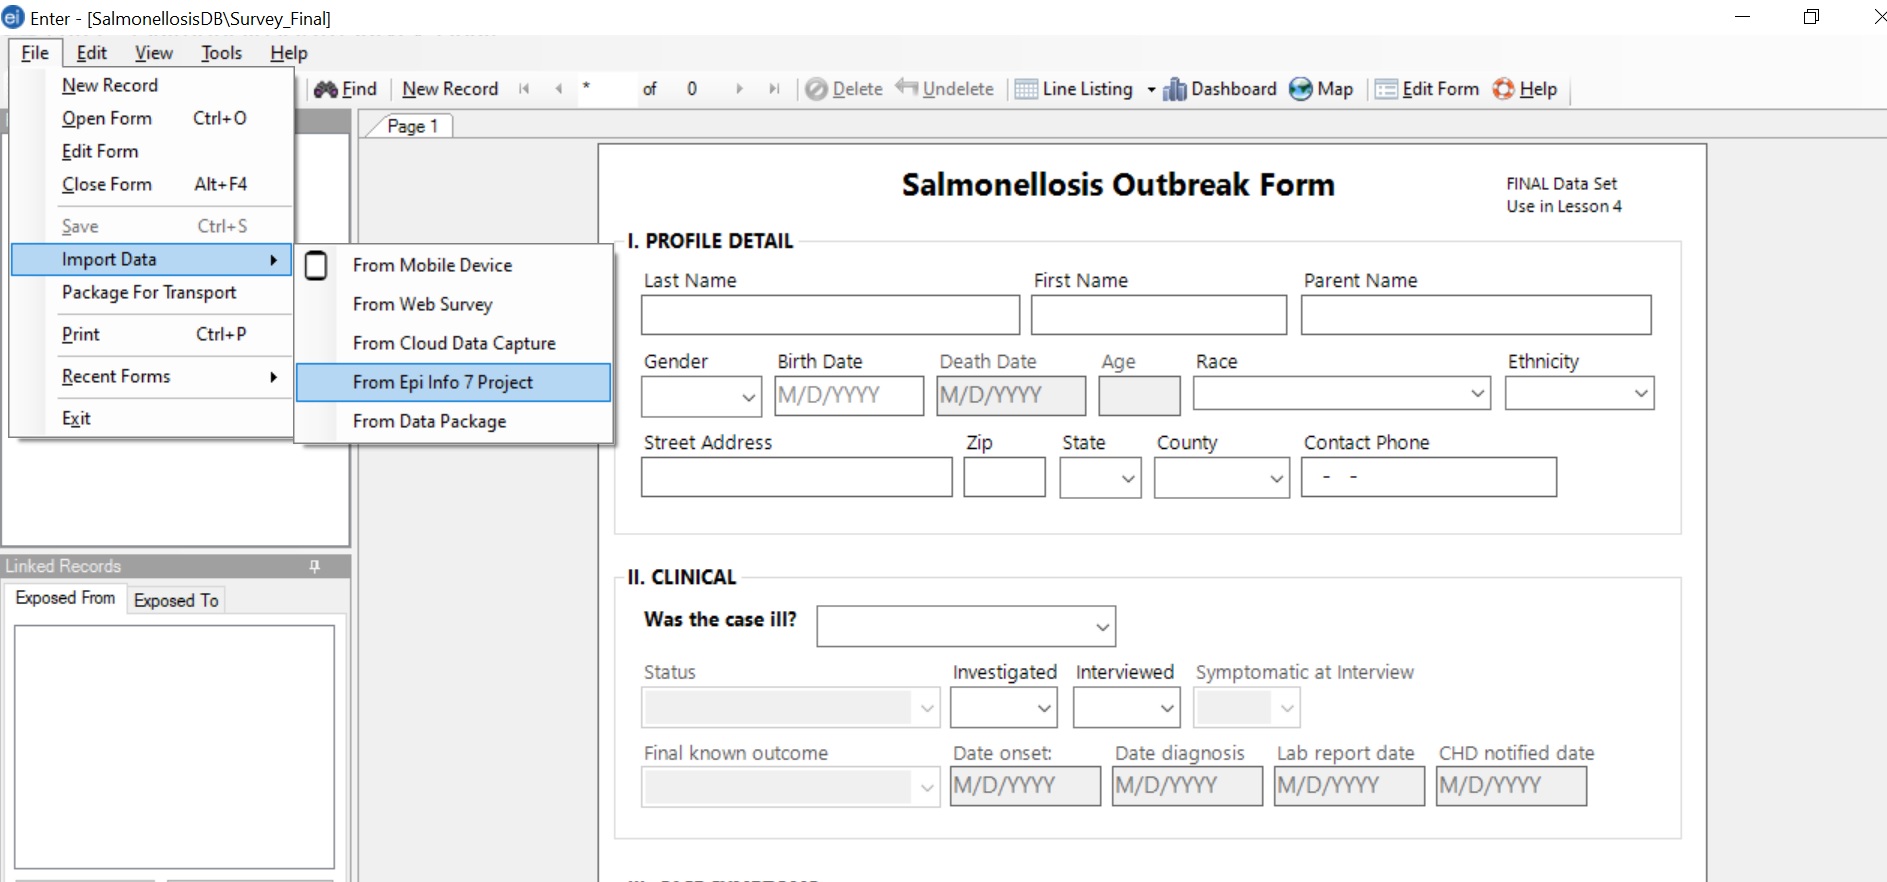 ei Enter - [SalmonellosisDB\Survey_Final]
File Edit View Tools Help
Find New Record * of 0 Delete Undelete Line Listing Dashboard Map Edit Form Help
New Record
Open Form Ctrl+O
Edit Form
Close Form Alt+F4
Save Ctrl+S
Import Data
Package For Transport
Print Ctrl+P
Recent Forms
Exit
From Mobile Device
From Web Survey
From Cloud Data Capture
From Epi Info 7 Project
From Data Package
Linked Records
Exposed From Exposed To
Page 1
Salmonellosis Outbreak Form
FINAL Data Set
Use in Lesson 4
I. PROFILE DETAIL
Last Name First Name Parent Name
Gender Birth Date Death Date Age Race Ethnicity
M/D/YYYY M/D/YYYY
Street Address Zip State County Contact Phone
- -
II. CLINICAL
Was the case ill?
Status Investigated Interviewed Symptomatic at Interview
Final known outcome Date onset: Date diagnosis Lab report date CHD notified date
M/D/YYYY M/D/YYYY M/D/YYYY M/D/YYYY